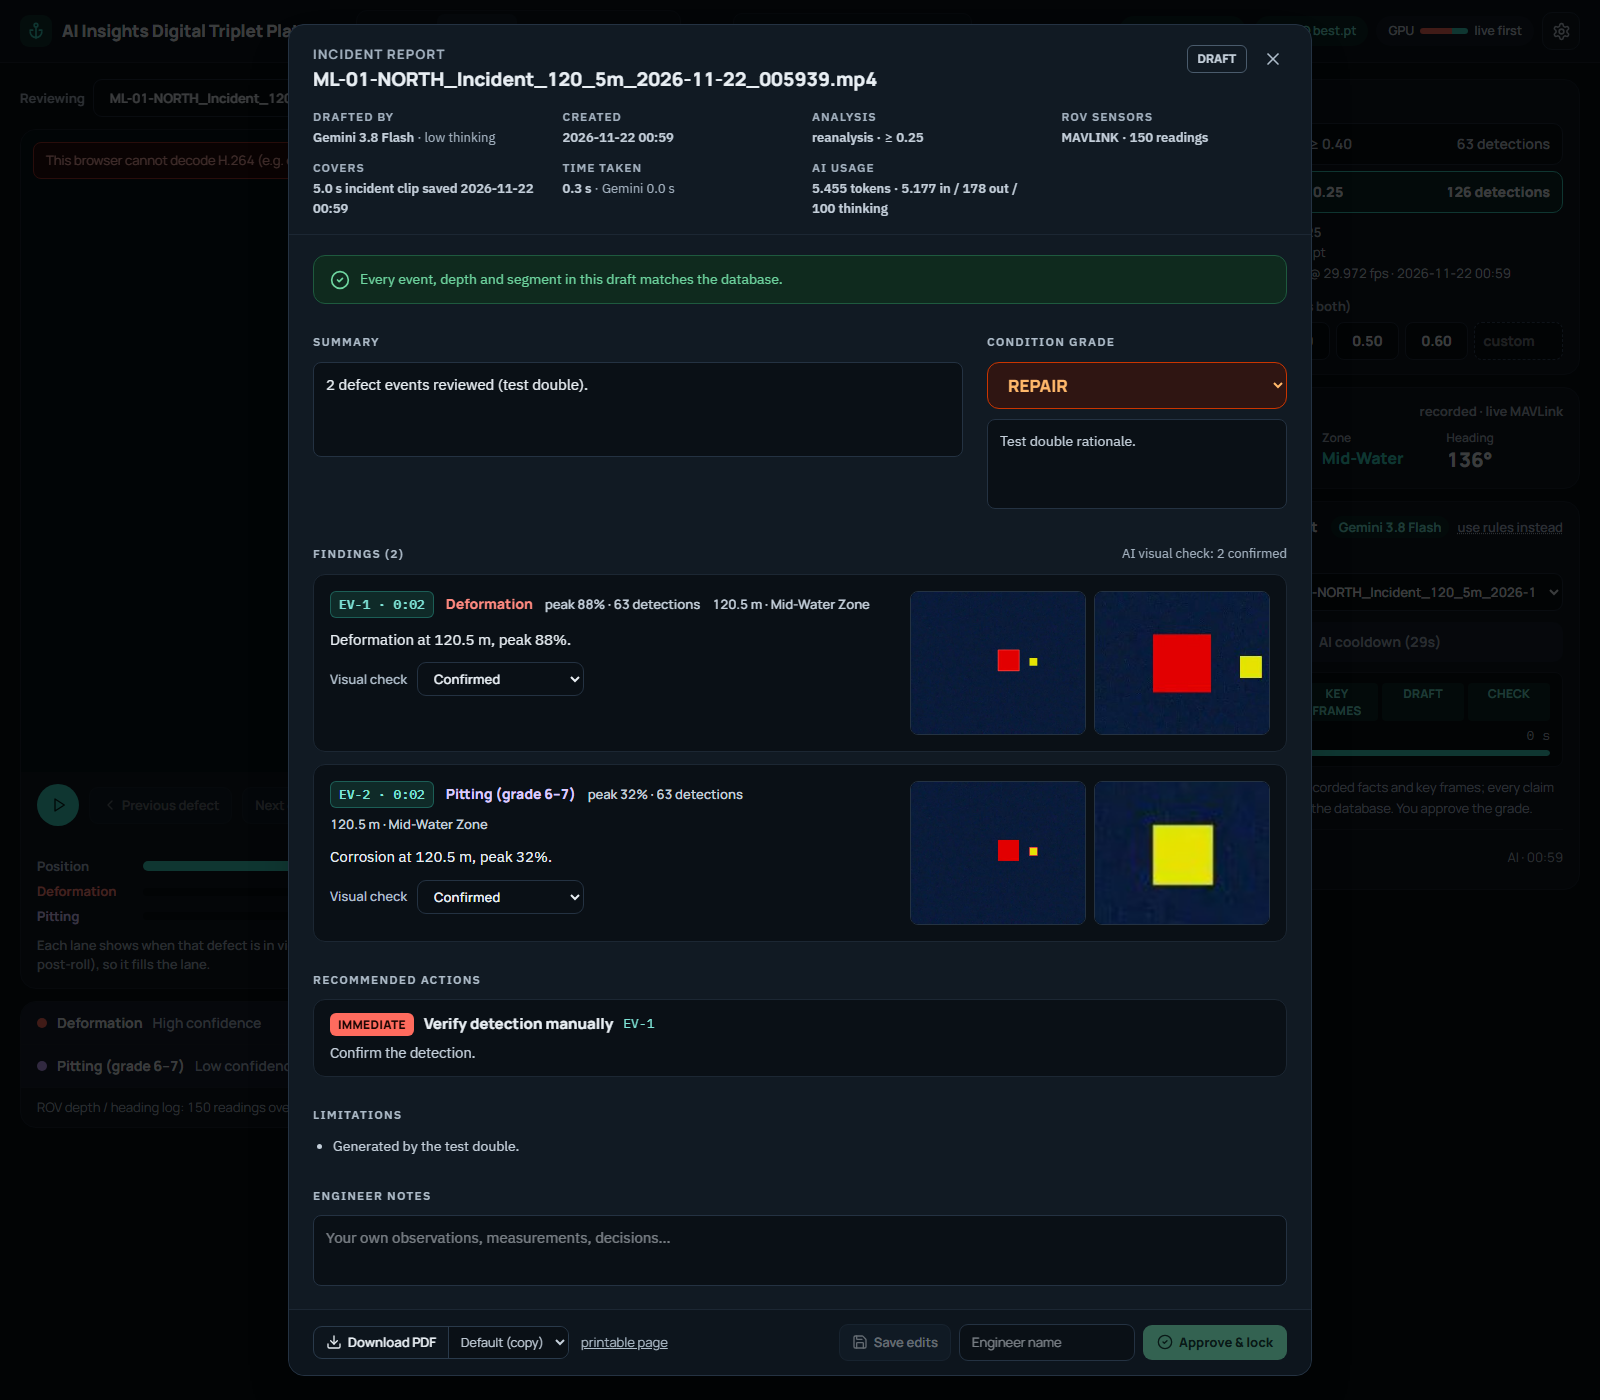 AI Insights Digital Triplet Pla
best.pt
GPU
live first
Reviewing
ML-01-NORTH_Incident_120
This browser cannot decode H.264 (e.g.
INCIDENT REPORT
ML-01-NORTH_Incident_120_5m_2026-11-22_005939.mp4
DRAFT
DRAFTED BY
Gemini 3.8 Flash · low thinking
CREATED
2026-11-22 00:59
ANALYSIS
reanalysis · ≥ 0.25
ROV SENSORS
MAVLINK · 150 readings
COVERS
5.0 s incident clip saved 2026-11-22
00:59
TIME TAKEN
0.3 s · Gemini 0.0 s
AI USAGE
5.455 tokens · 5.177 in / 178 out /
100 thinking
Every event, depth and segment in this draft matches the database.
SUMMARY
2 defect events reviewed (test double).
CONDITION GRADE
REPAIR
Test double rationale.
FINDINGS (2)
AI visual check: 2 confirmed
EV-1 · 0:02
Deformation
peak 88% · 63 detections
120.5 m · Mid-Water Zone
Deformation at 120.5 m, peak 88%.
Visual check
Confirmed
EV-2 · 0:02
Pitting (grade 6–7)
peak 32% · 63 detections
120.5 m · Mid-Water Zone
Corrosion at 120.5 m, peak 32%.
Visual check
Confirmed
RECOMMENDED ACTIONS
IMMEDIATE
Verify detection manually
EV-1
Confirm the detection.
LIMITATIONS
• Generated by the test double.
ENGINEER NOTES
Your own observations, measurements, decisions...
Download PDF
Default (copy)
printable page
Save edits
Engineer name
Approve & lock
≥ 0.40
63 detections
0.25
126 detections
pt
@ 29.972 fps · 2026-11-22 00:59
both)
0.50
0.60
custom
recorded · live MAVLink
Zone
Heading
Mid-Water
136°
Gemini 3.8 Flash
use rules instead
-NORTH_Incident_120_5m_2026-1
AI cooldown (29s)
KEY
FRAMES
DRAFT
CHECK
0 s
corded facts and key frames; every claim
the database. You approve the grade.
AI · 00:59
Previous defect
Next
Position
Deformation
Pitting
Each lane shows when that defect is in vi
post-roll), so it fills the lane.
Deformation
High confidence
Pitting (grade 6–7)
Low confidenc
ROV depth / heading log: 150 readings ove